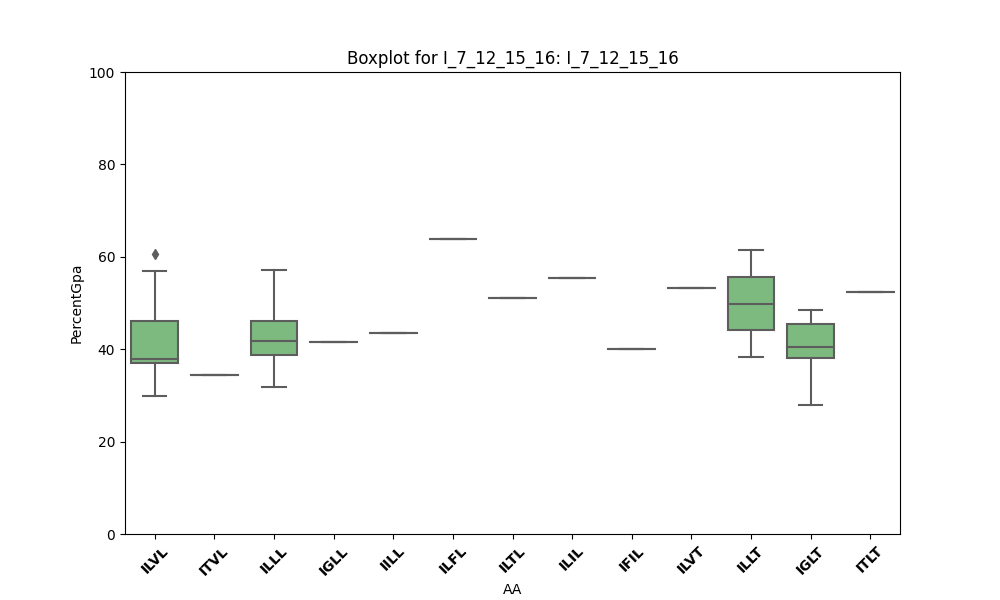 Boxplot for I_7_12_15_16: I_7_12_15_16
PercentGpa
100
80
60
40
20
0
ILVL ITVL ILLL IGLL IILL ILFL ILTL ILIL IFIL ILVT ILLT IGLT ITLT
AA